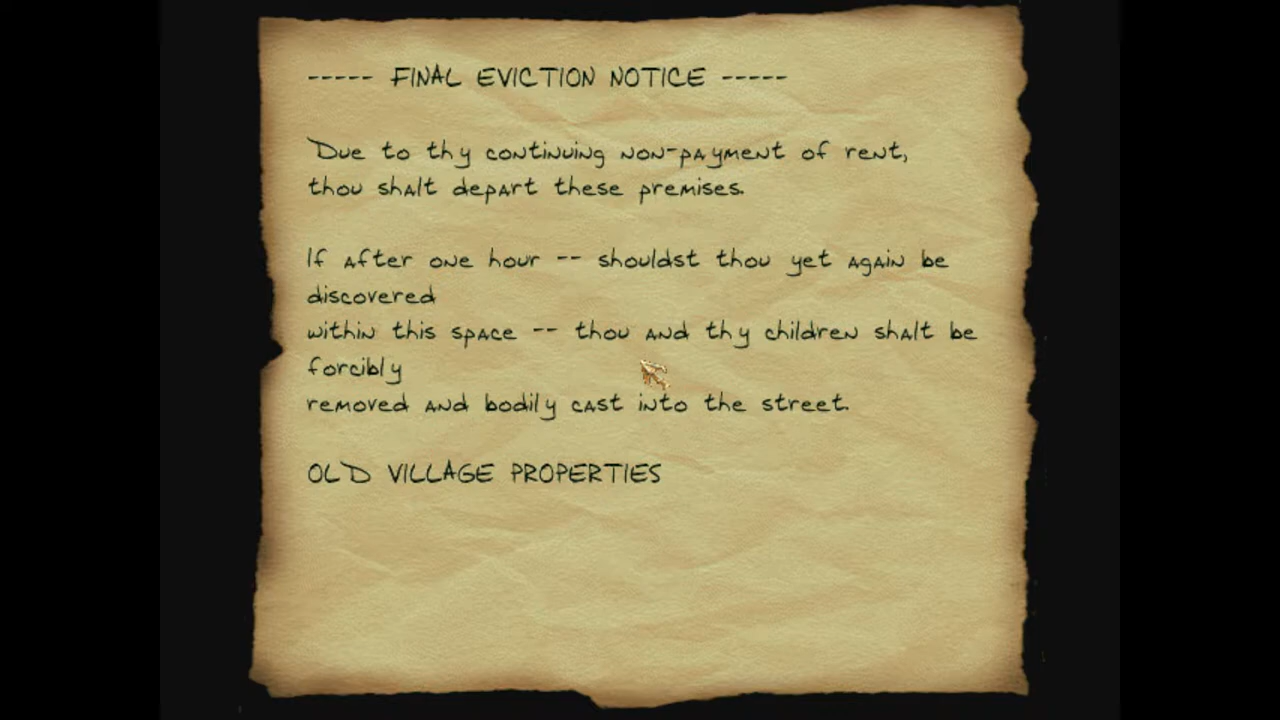 ----- FINAL EVICTION NOTICE -----
Due to thy continuing non-payment of rent,
thou shalt depart these premises.
If after one hour -- shouldst thou yet again be
discovered
within this space -- thou and thy children shalt be
forcibly
removed and bodily cast into the street.
OLD VILLAGE PROPERTIES